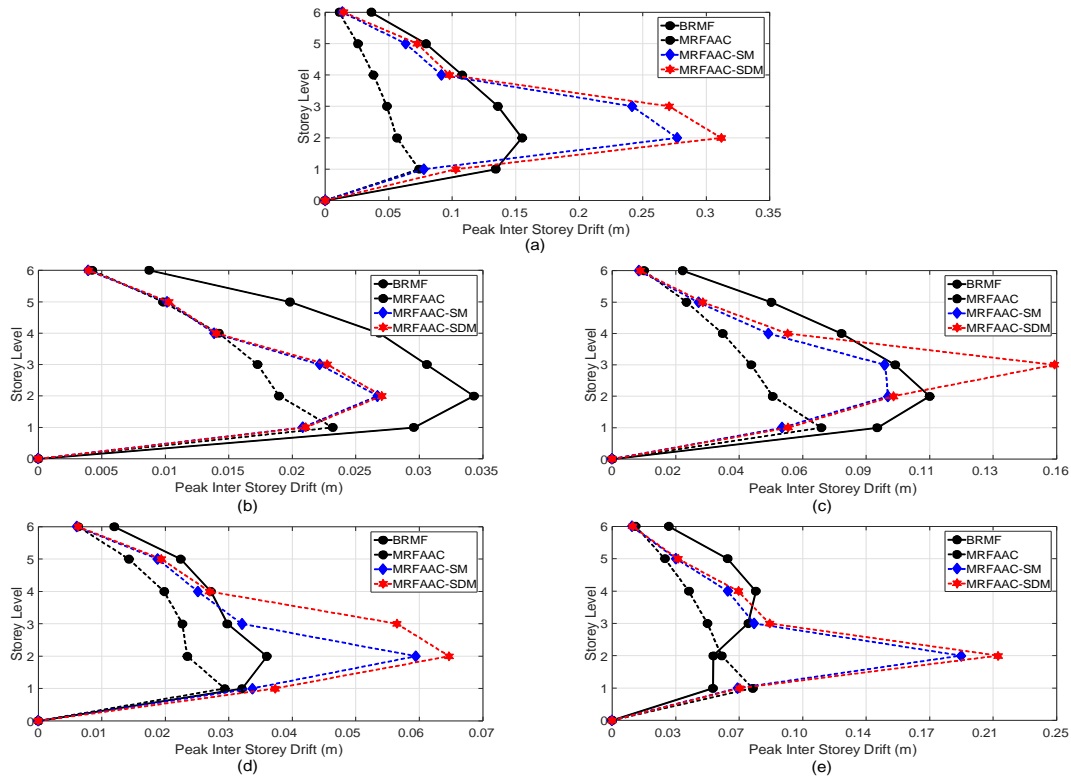 6
5
4
3
2
1
0
Storey Level
BRMF
MRFAAC
MRFAAC-SM
MRFAAC-SDM
0 0.05 0.1 0.15 0.2 0.25 0.3 0.35
Peak Inter Storey Drift (m)
(a)
6
5
4
3
2
1
0
Storey Level
BRMF
MRFAAC
MRFAAC-SM
MRFAAC-SDM
0 0.005 0.01 0.015 0.02 0.025 0.03 0.035
Peak Inter Storey Drift (m)
(b)
6
5
4
3
2
1
0
Storey Level
BRMF
MRFAAC
MRFAAC-SM
MRFAAC-SDM
0 0.02 0.04 0.06 0.09 0.11 0.13 0.16
Peak Inter Storey Drift (m)
(c)
6
5
4
3
2
1
0
Storey Level
BRMF
MRFAAC
MRFAAC-SM
MRFAAC-SDM
0 0.01 0.02 0.03 0.04 0.05 0.06 0.07
Peak Inter Storey Drift (m)
(d)
6
5
4
3
2
1
0
Storey Level
BRMF
MRFAAC
MRFAAC-SM
MRFAAC-SDM
0 0.03 0.07 0.10 0.14 0.17 0.21 0.25
Peak Inter Storey Drift (m)
(e)